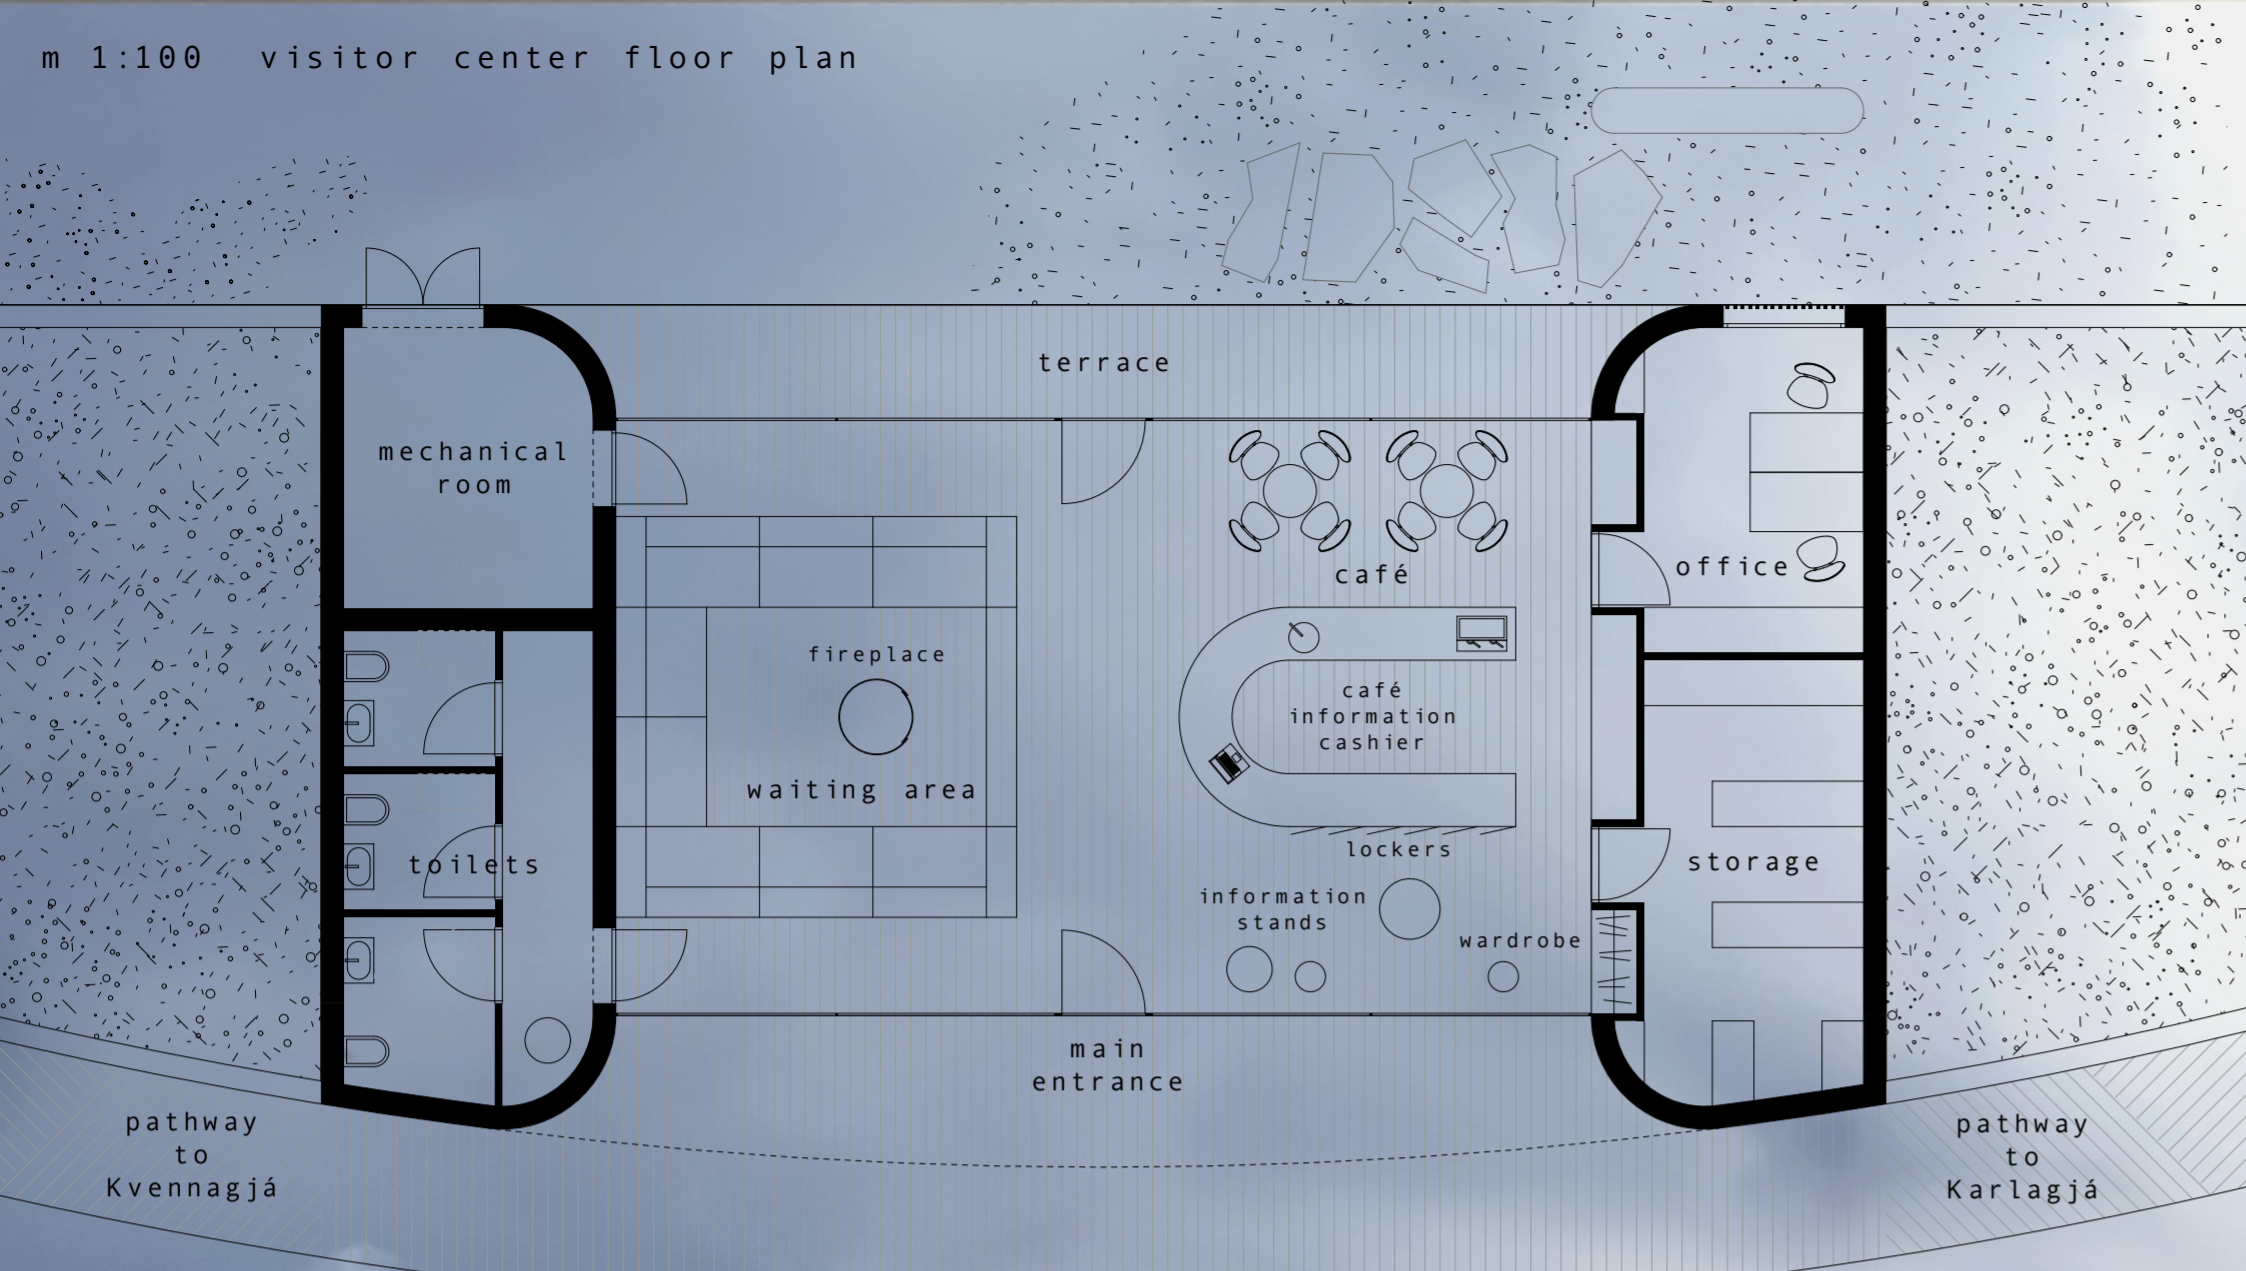 m 1:100 visitor center floor plan
terrace
mechanical
room
café
office
fireplace
café
information
cashier
waiting area
lockers
toilets
storage
information
stands
wardrobe
main
entrance
pathway
to
Kvennagjá
pathway
to
Karlagjá